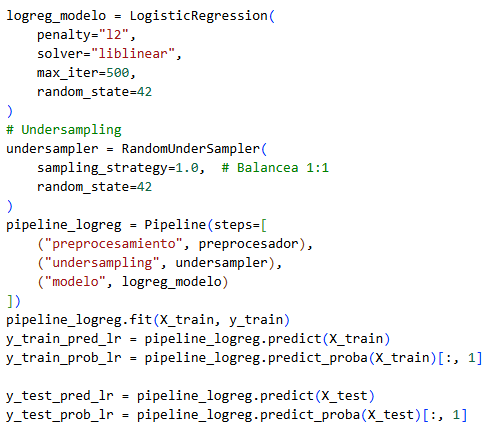 logreg_modelo = LogisticRegression(
    penalty="l2",
    solver="liblinear",
    max_iter=500,
    random_state=42
)
# Undersampling
undersampler = RandomUnderSampler(
    sampling_strategy=1.0,  # Balancea 1:1
    random_state=42
)
pipeline_logreg = Pipeline(steps=[
    ("preprocesamiento", preprocesador),
    ("undersampling", undersampler),
    ("modelo", logreg_modelo)
])
pipeline_logreg.fit(X_train, y_train)
y_train_pred_lr = pipeline_logreg.predict(X_train)
y_train_prob_lr = pipeline_logreg.predict_proba(X_train)[:, 1]

y_test_pred_lr = pipeline_logreg.predict(X_test)
y_test_prob_lr = pipeline_logreg.predict_proba(X_test)[:, 1]